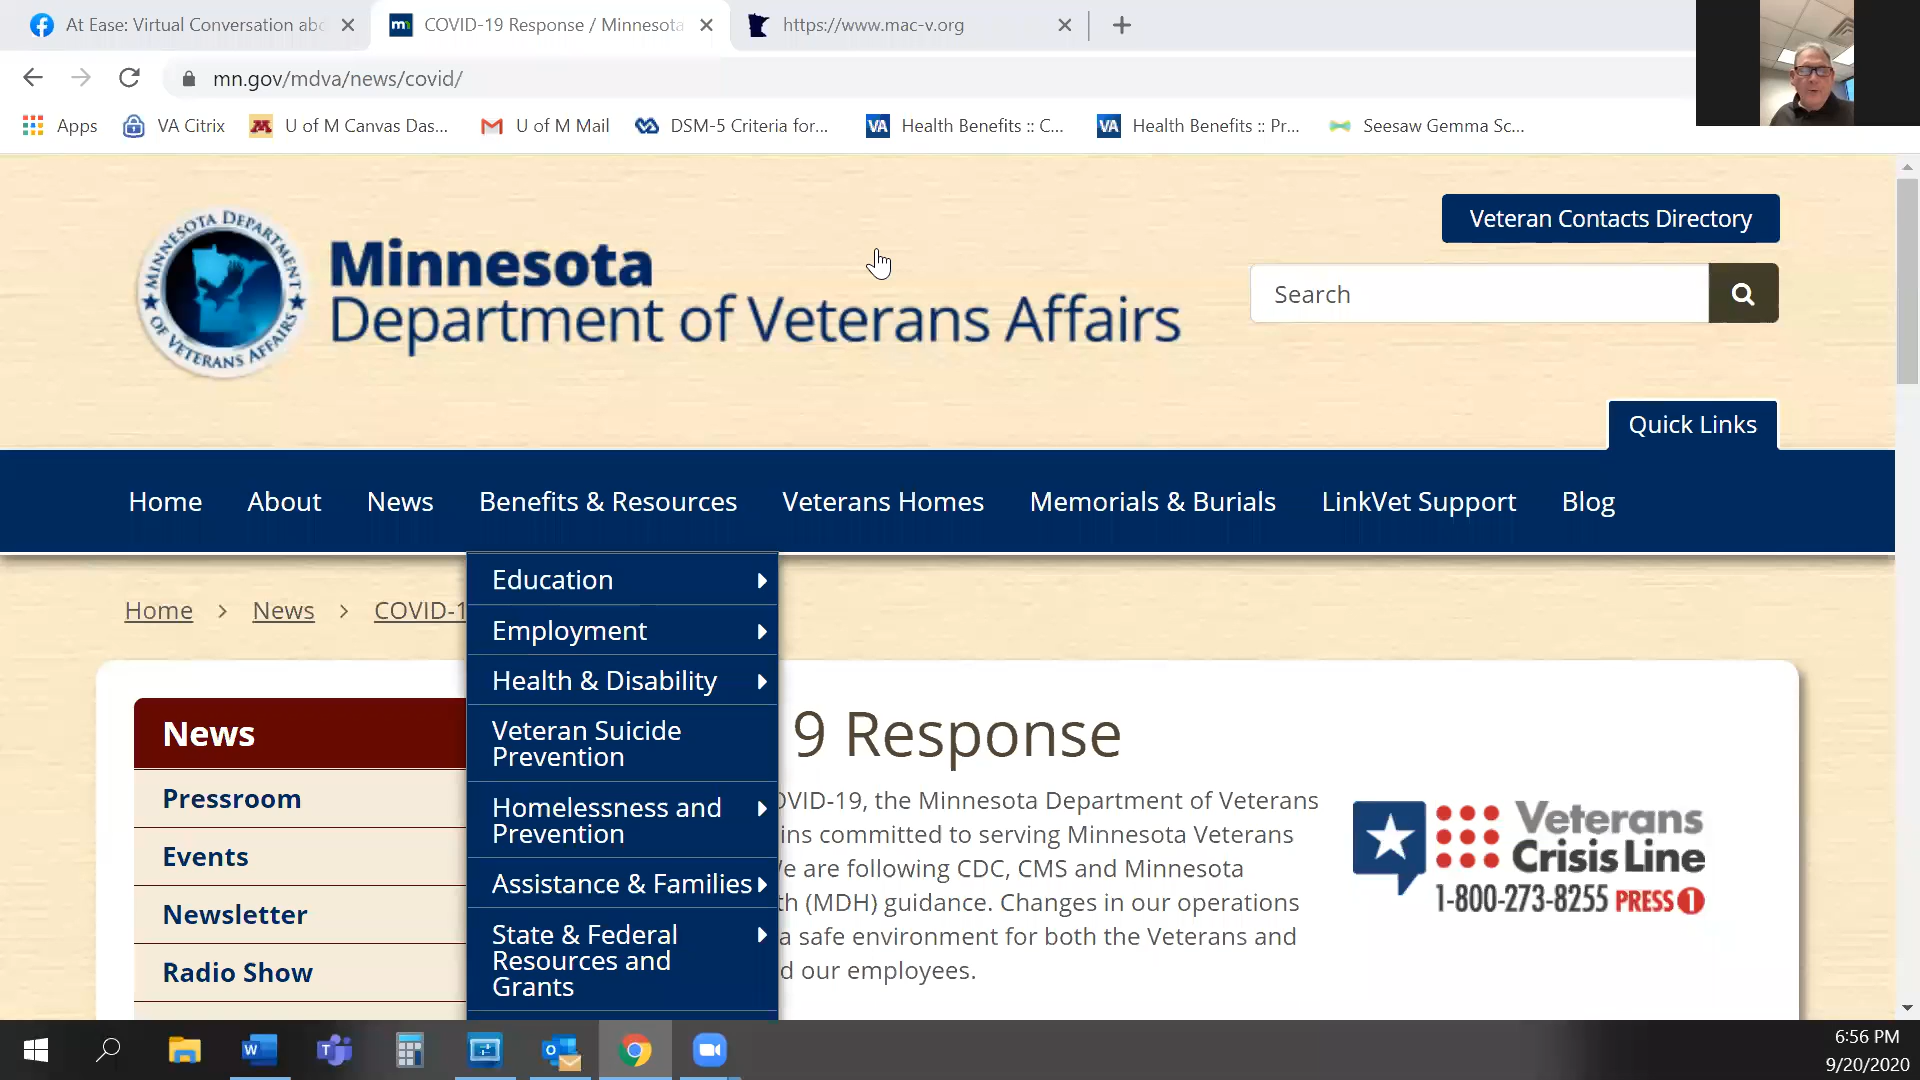 At Ease: Virtual Conversation abo
COVID-19 Response / Minnesota
https://www.mac-v.org
mn.gov/mdva/news/covid/
Apps
VA Citrix
U of M Canvas Das...
U of M Mail
DSM-5 Criteria for...
VA
Health Benefits :: C...
VA
Health Benefits :: Pr...
Seesaw Gemma Sc...
MINNESOTA DEPARTMENT
OF VETERANS AFFAIRS
Minnesota
Department of Veterans Affairs
Veteran Contacts Directory
Search
Quick Links
Home
About
News
Benefits & Resources
Veterans Homes
Memorials & Burials
LinkVet Support
Blog
Education
Employment
Health & Disability
Veteran Suicide
Prevention
Homelessness and
Prevention
Assistance & Families
State & Federal
Resources and
Grants
Home > News > COVID-1
News
Pressroom
Events
Newsletter
Radio Show
9 Response
OVID-19, the Minnesota Department of Veterans
ins committed to serving Minnesota Veterans
e are following CDC, CMS and Minnesota
th (MDH) guidance. Changes in our operations
a safe environment for both the Veterans and
d our employees.
Veterans
Crisis Line
1-800-273-8255 PRESS 1
6:56 PM
9/20/2020